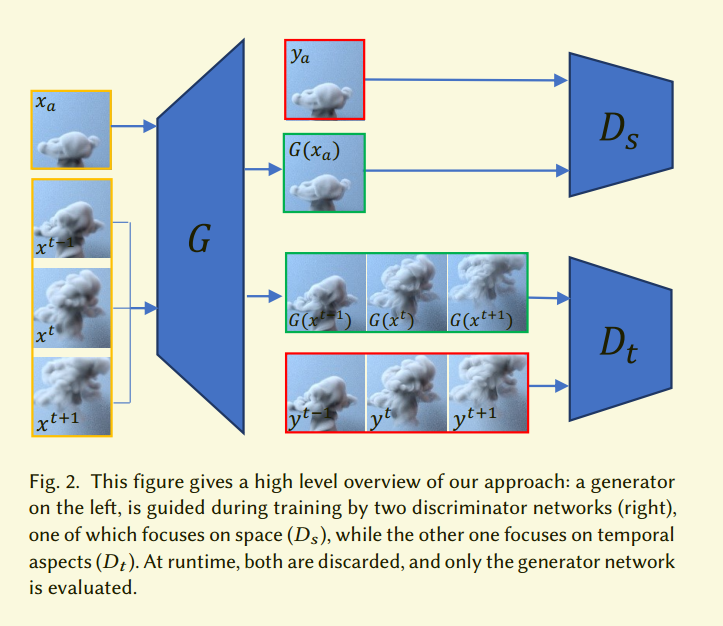 x_a
y_a
G(x_a)
D_s
x^{t-1}
x^t
x^{t+1}
G
G(x^{t-1})
G(x^t)
G(x^{t+1})
y^{t-1}
y^t
y^{t+1}
D_t
Fig. 2. This figure gives a high level overview of our approach: a generator
on the left, is guided during training by two discriminator networks (right),
one of which focuses on space (D_s), while the other one focuses on temporal
aspects (D_t). At runtime, both are discarded, and only the generator network
is evaluated.